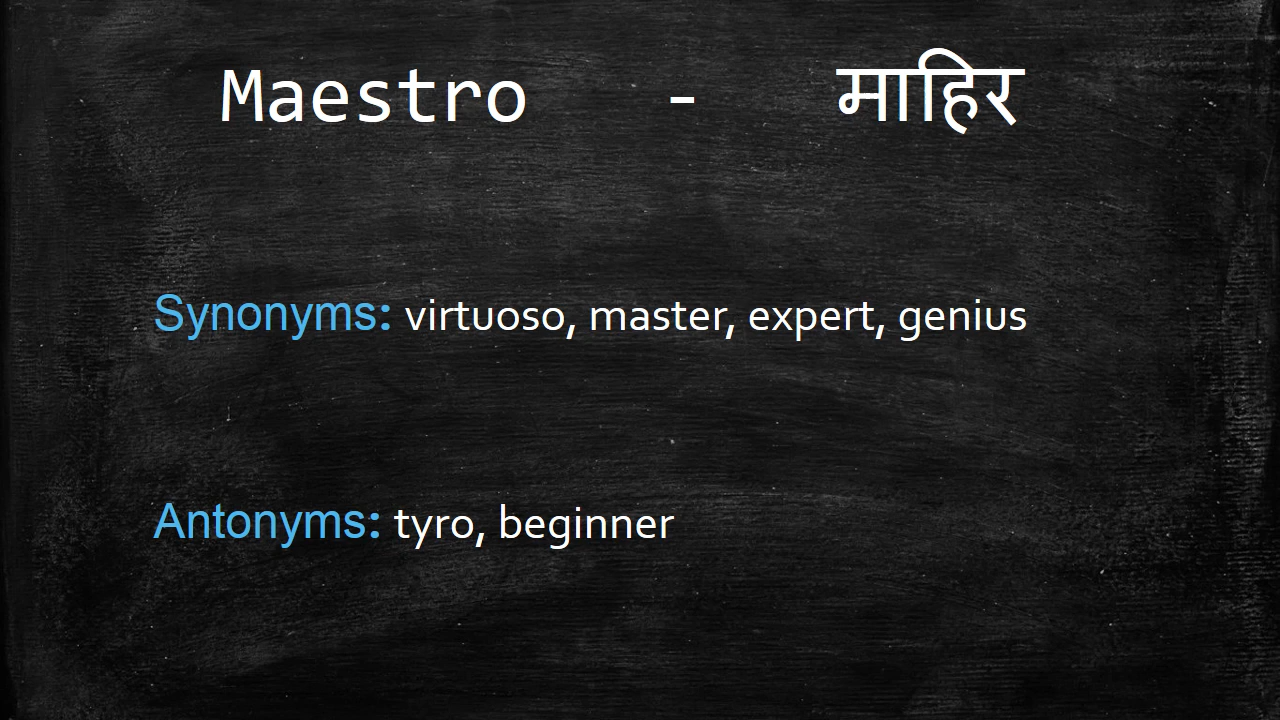 Maestro - माहिर
Synonyms: virtuoso, master, expert, genius
Antonyms: tyro, beginner